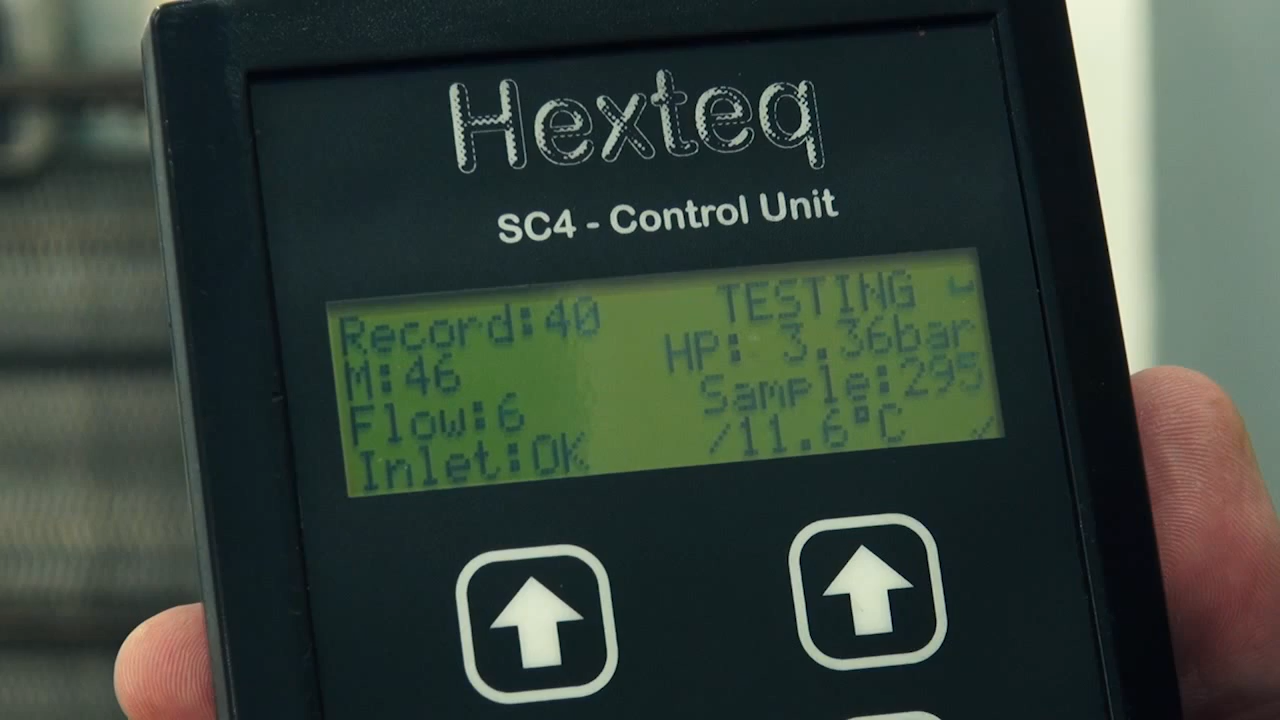 Hexteq
SC4 - Control Unit
Record:40 TESTING
M:46 HP: 3.36bar
Flow:6 Sample:295
Inlet:OK /11.6°C